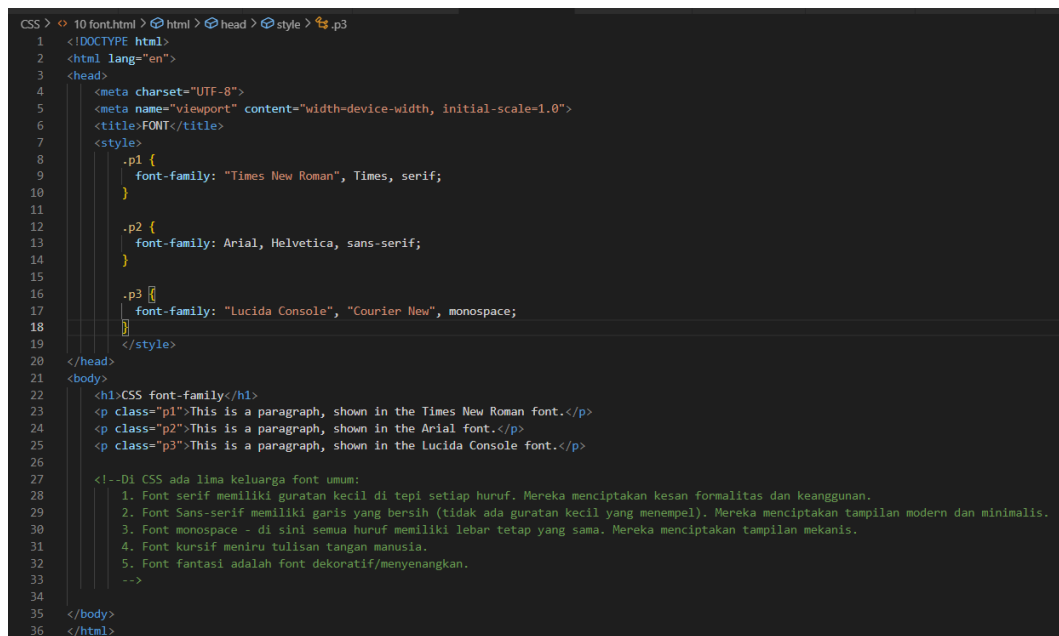 CSS > 10 font.html > html > head > style > .p3
1 <!DOCTYPE html>
2 <html lang="en">
3 <head>
4 <meta charset="UTF-8">
5 <meta name="viewport" content="width=device-width, initial-scale=1.0">
6 <title>FONT</title>
7 <style>
8 .p1 {
9 font-family: "Times New Roman", Times, serif;
10 }
11
12 .p2 {
13 font-family: Arial, Helvetica, sans-serif;
14 }
15
16 .p3 {
17 font-family: "Lucida Console", "Courier New", monospace;
18 }
19 </style>
20 </head>
21 <body>
22 <h1>CSS font-family</h1>
23 <p class="p1">This is a paragraph, shown in the Times New Roman font.</p>
24 <p class="p2">This is a paragraph, shown in the Arial font.</p>
25 <p class="p3">This is a paragraph, shown in the Lucida Console font.</p>
26
27 <!--Di CSS ada lima keluarga font umum:
28 1. Font serif memiliki guratan kecil di tepi setiap huruf. Mereka menciptakan kesan formalitas dan keanggunan.
29 2. Font Sans-serif memiliki garis yang bersih (tidak ada guratan kecil yang menempel). Mereka menciptakan tampilan modern dan minimalis.
30 3. Font monospace - di sini semua huruf memiliki lebar tetap yang sama. Mereka menciptakan tampilan mekanis.
31 4. Font kursif meniru tulisan tangan manusia.
32 5. Font fantasi adalah font dekoratif/menyenangkan.
33 -->
34
35 </body>
36 </html>